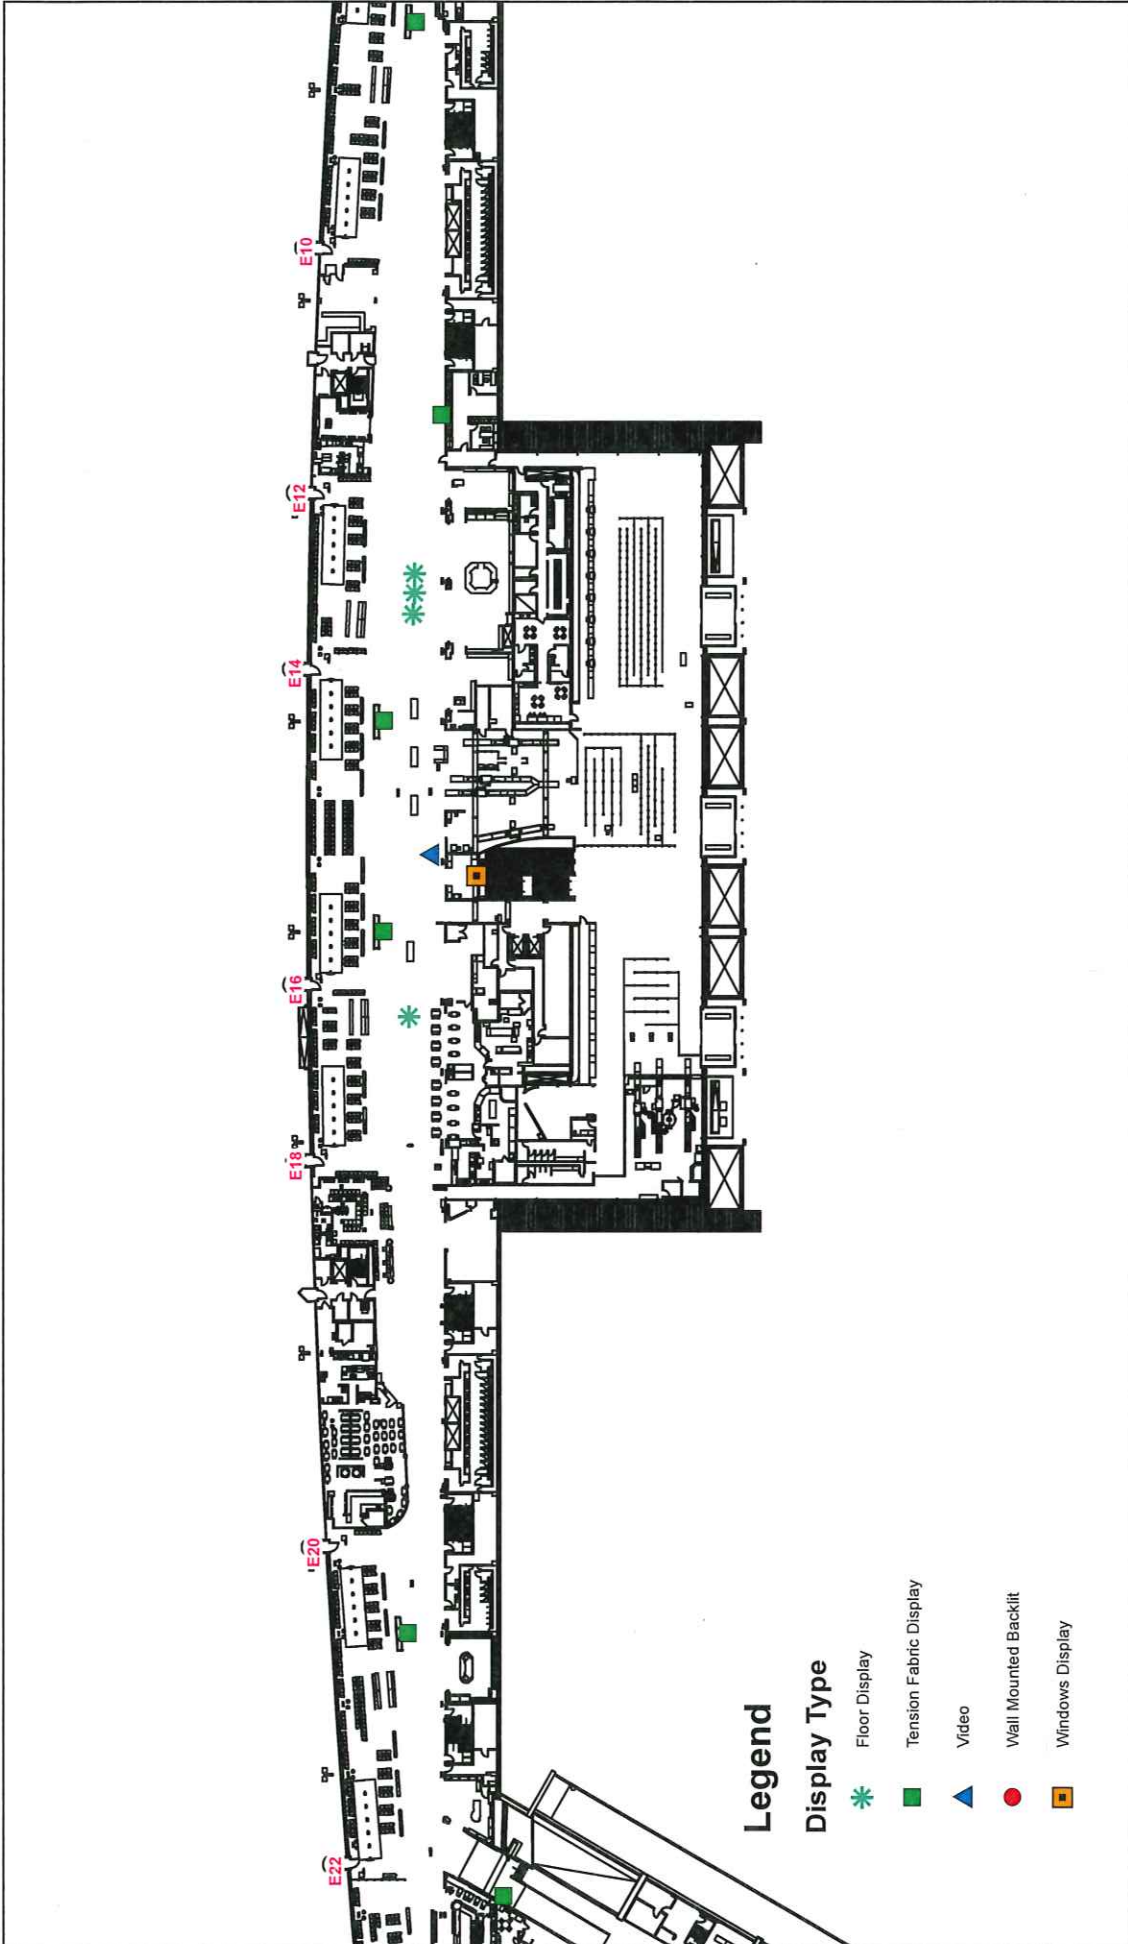 E10
E12
E14
E16
E18
E20
E22
Legend
Display Type
Floor Display
Tension Fabric Display
Video
Wall Mounted Backlit
Windows Display